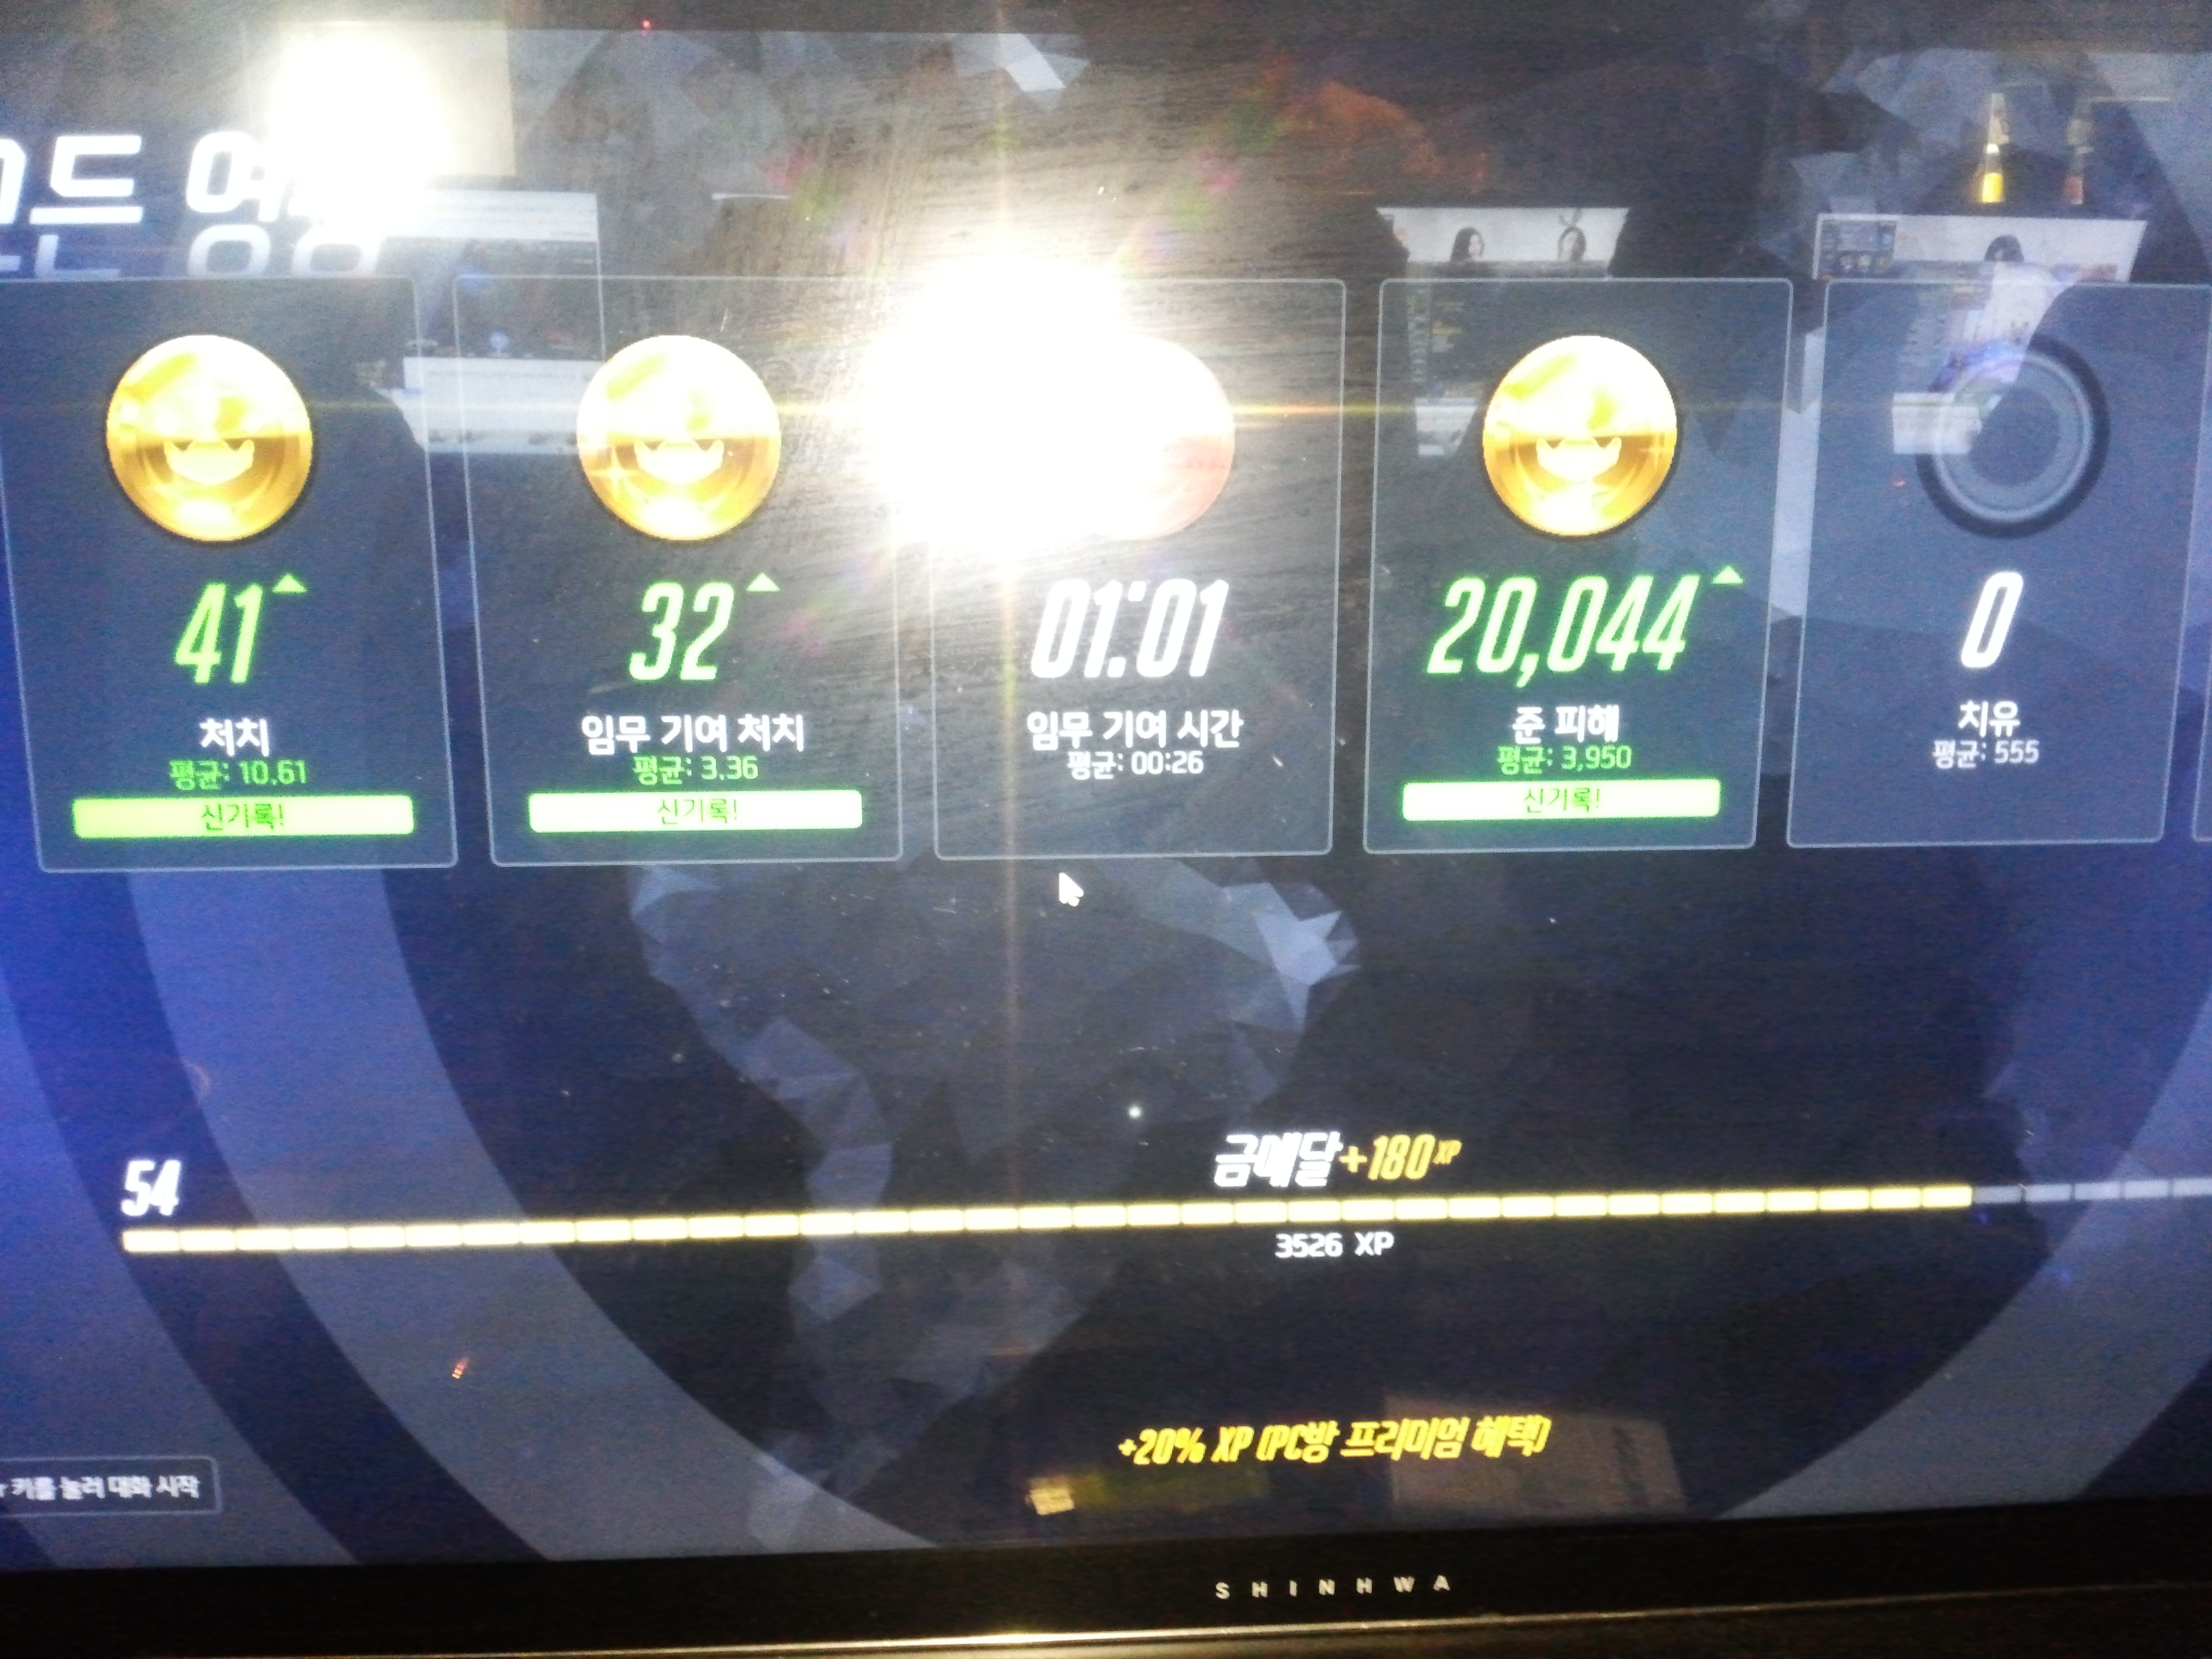 41
처치
평균: 10.61
신기록!
32
임무 기여 처치
평균: 3.36
신기록!
01:01
임무 기여 시간
평균: 00:26
20,044
준 피해
평균: 3,950
신기록!
0
치유
평균: 555
54
금메달 +180 XP
3526 XP
+20% XP (PC방 프리미엄 혜택)
키를 눌러 대화 시작
SHINHWA